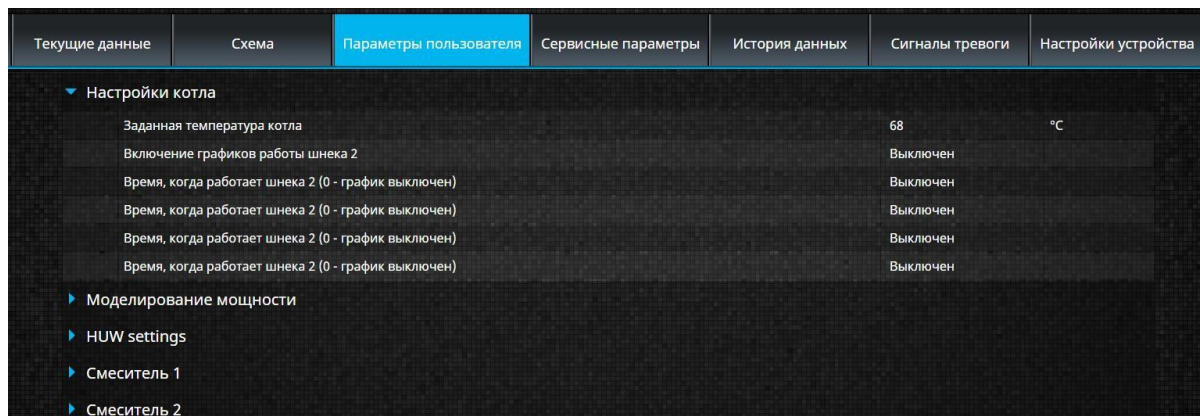 Текущие данные Схема Параметры пользователя Сервисные параметры История данных Сигналы тревоги Настройки устройства
Настройки котла
Заданная температура котла 68 °C
Включение графиков работы шнека 2 Выключен
Время, когда работает шнека 2 (0 - график выключен) Выключен
Время, когда работает шнека 2 (0 - график выключен) Выключен
Время, когда работает шнека 2 (0 - график выключен) Выключен
Время, когда работает шнека 2 (0 - график выключен) Выключен
Моделирование мощности
HUW settings
Смеситель 1
Смеситель 2